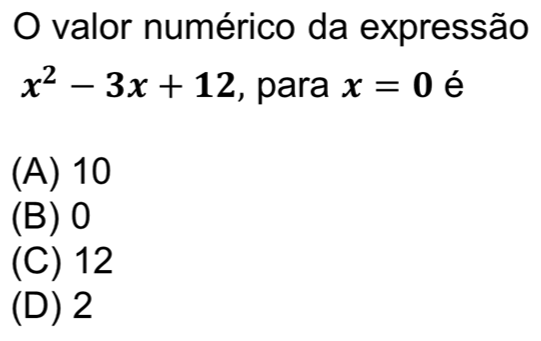 O valor numérico da expressão
x² − 3x + 12, para x = 0 é
(A) 10
(B) 0
(C) 12
(D) 2